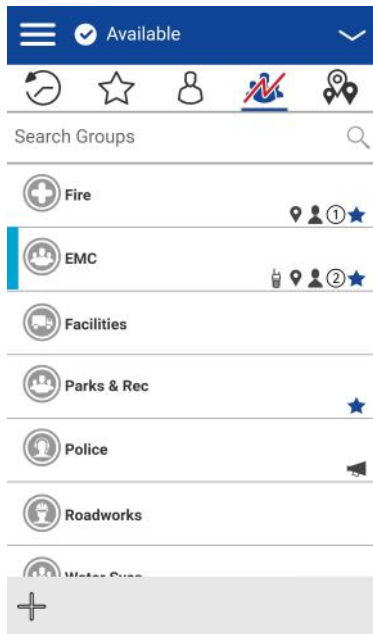 Available
Search Groups
Fire
1
EMC
2
Facilities
Parks & Rec
Police
Roadworks